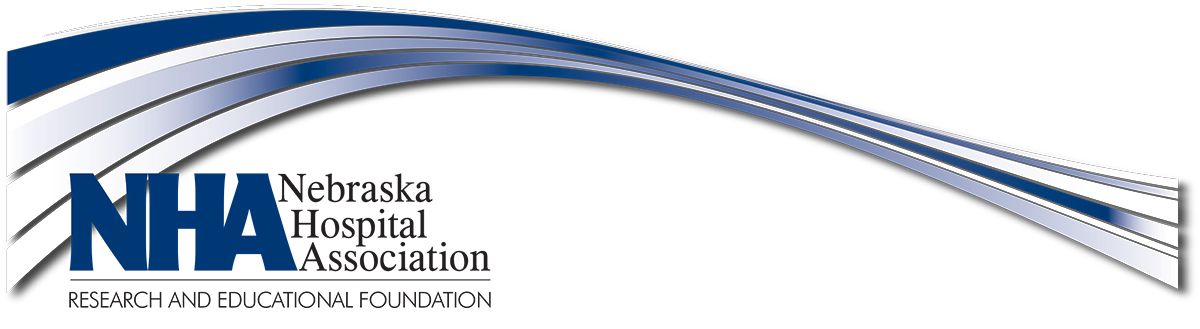 NHA Nebraska
Hospital
Association
RESEARCH AND EDUCATIONAL FOUNDATION